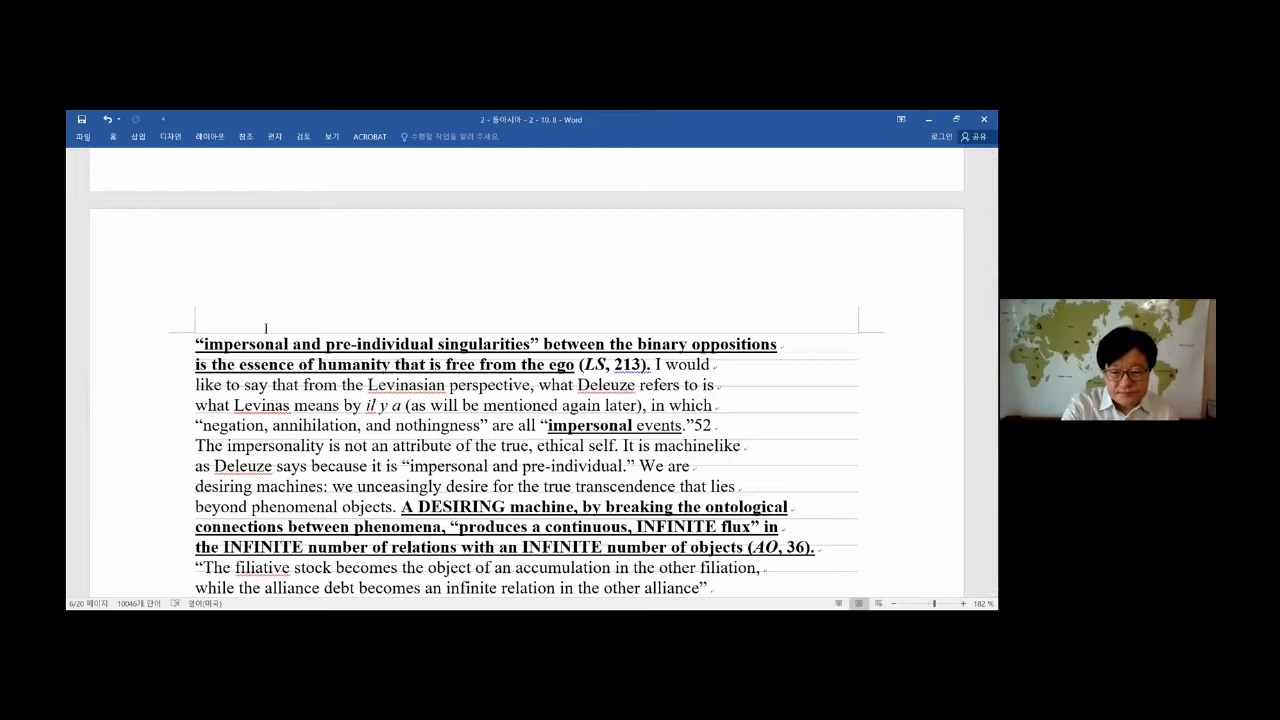 2 - 동아시아 - 2 - 10. 8 - Word
파일 홈 삽입 디자인 레이아웃 참조 편지 검토 보기 ACROBAT 수행할 작업을 알려 주세요. 로그인 공유
“impersonal and pre-individual singularities” between the binary oppositions
is the essence of humanity that is free from the ego (LS, 213). I would
like to say that from the Levinasian perspective, what Deleuze refers to is
what Levinas means by il y a (as will be mentioned again later), in which
“negation, annihilation, and nothingness” are all “impersonal events.”52
The impersonality is not an attribute of the true, ethical self. It is machinelike
as Deleuze says because it is “impersonal and pre-individual.” We are
desiring machines: we unceasingly desire for the true transcendence that lies
beyond phenomenal objects. A DESIRING machine, by breaking the ontological
connections between phenomena, “produces a continuous, INFINITE flux” in
the INFINITE number of relations with an INFINITE number of objects (AO, 36).
“The filiative stock becomes the object of an accumulation in the other filiation,
while the alliance debt becomes an infinite relation in the other alliance”
6/20 페이지 10046개 단어 영어(미국) 182 %